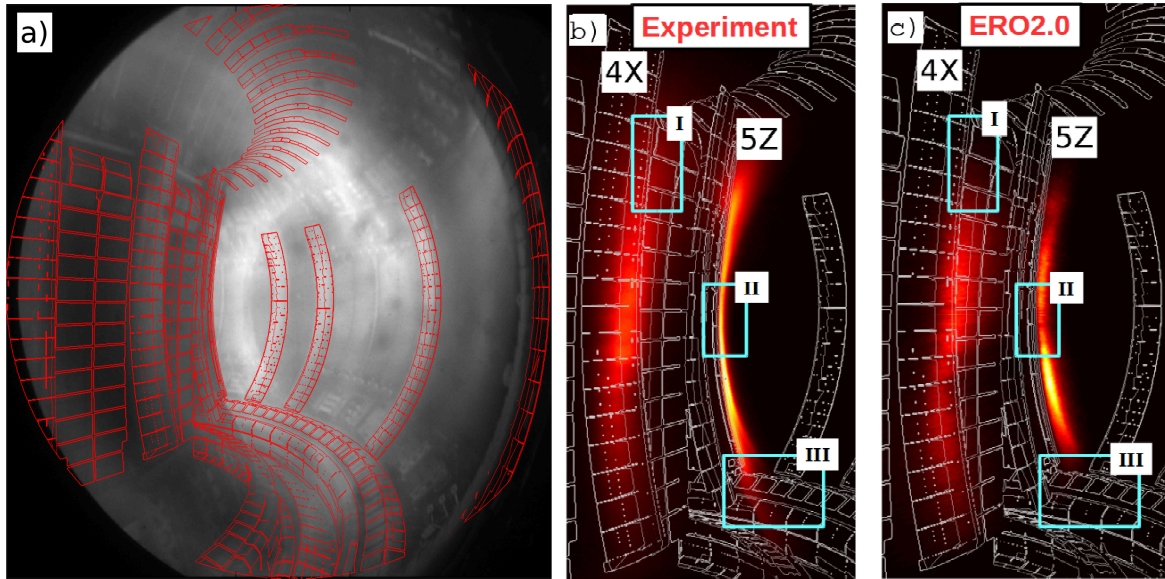 a)
b)
Experiment
4X
I
5Z
II
III
c)
ERO2.0
4X
I
5Z
II
III